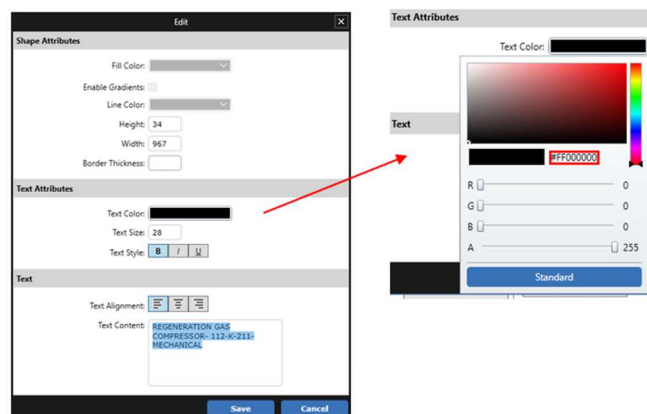 Edit
Shape Attributes
Fill Color:
Enable Gradients:
Line Color:
Height: 34
Width: 967
Border Thickness:
Text Attributes
Text Color:
Text Size: 28
Text Style: B I U
Text
Text Alignment:
Text Content: REGENERATION GAS
COMPRESSOR- 112-K-211-
MECHANICAL
Save Cancel
Text Attributes
Text Color:
Text
#FF000000
R 0
G 0
B 0
A 255
Standard